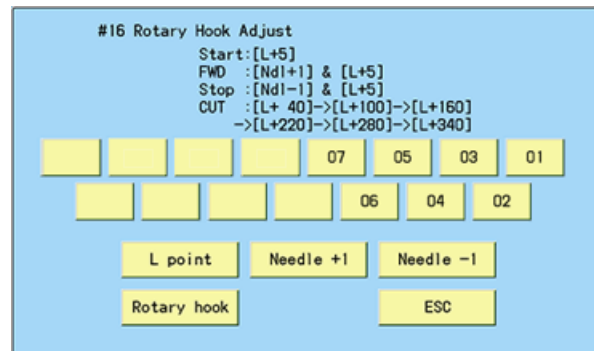 #16 Rotary Hook Adjust
Start:[L+5]
FWD :[Ndl+1] & [L+5]
Stop :[Ndl-1] & [L+5]
CUT :[L+ 40]->[L+100]->[L+160]
->[L+220]->[L+280]->[L+340]
07 05 03 01
06 04 02
L point Needle +1 Needle -1
Rotary hook ESC